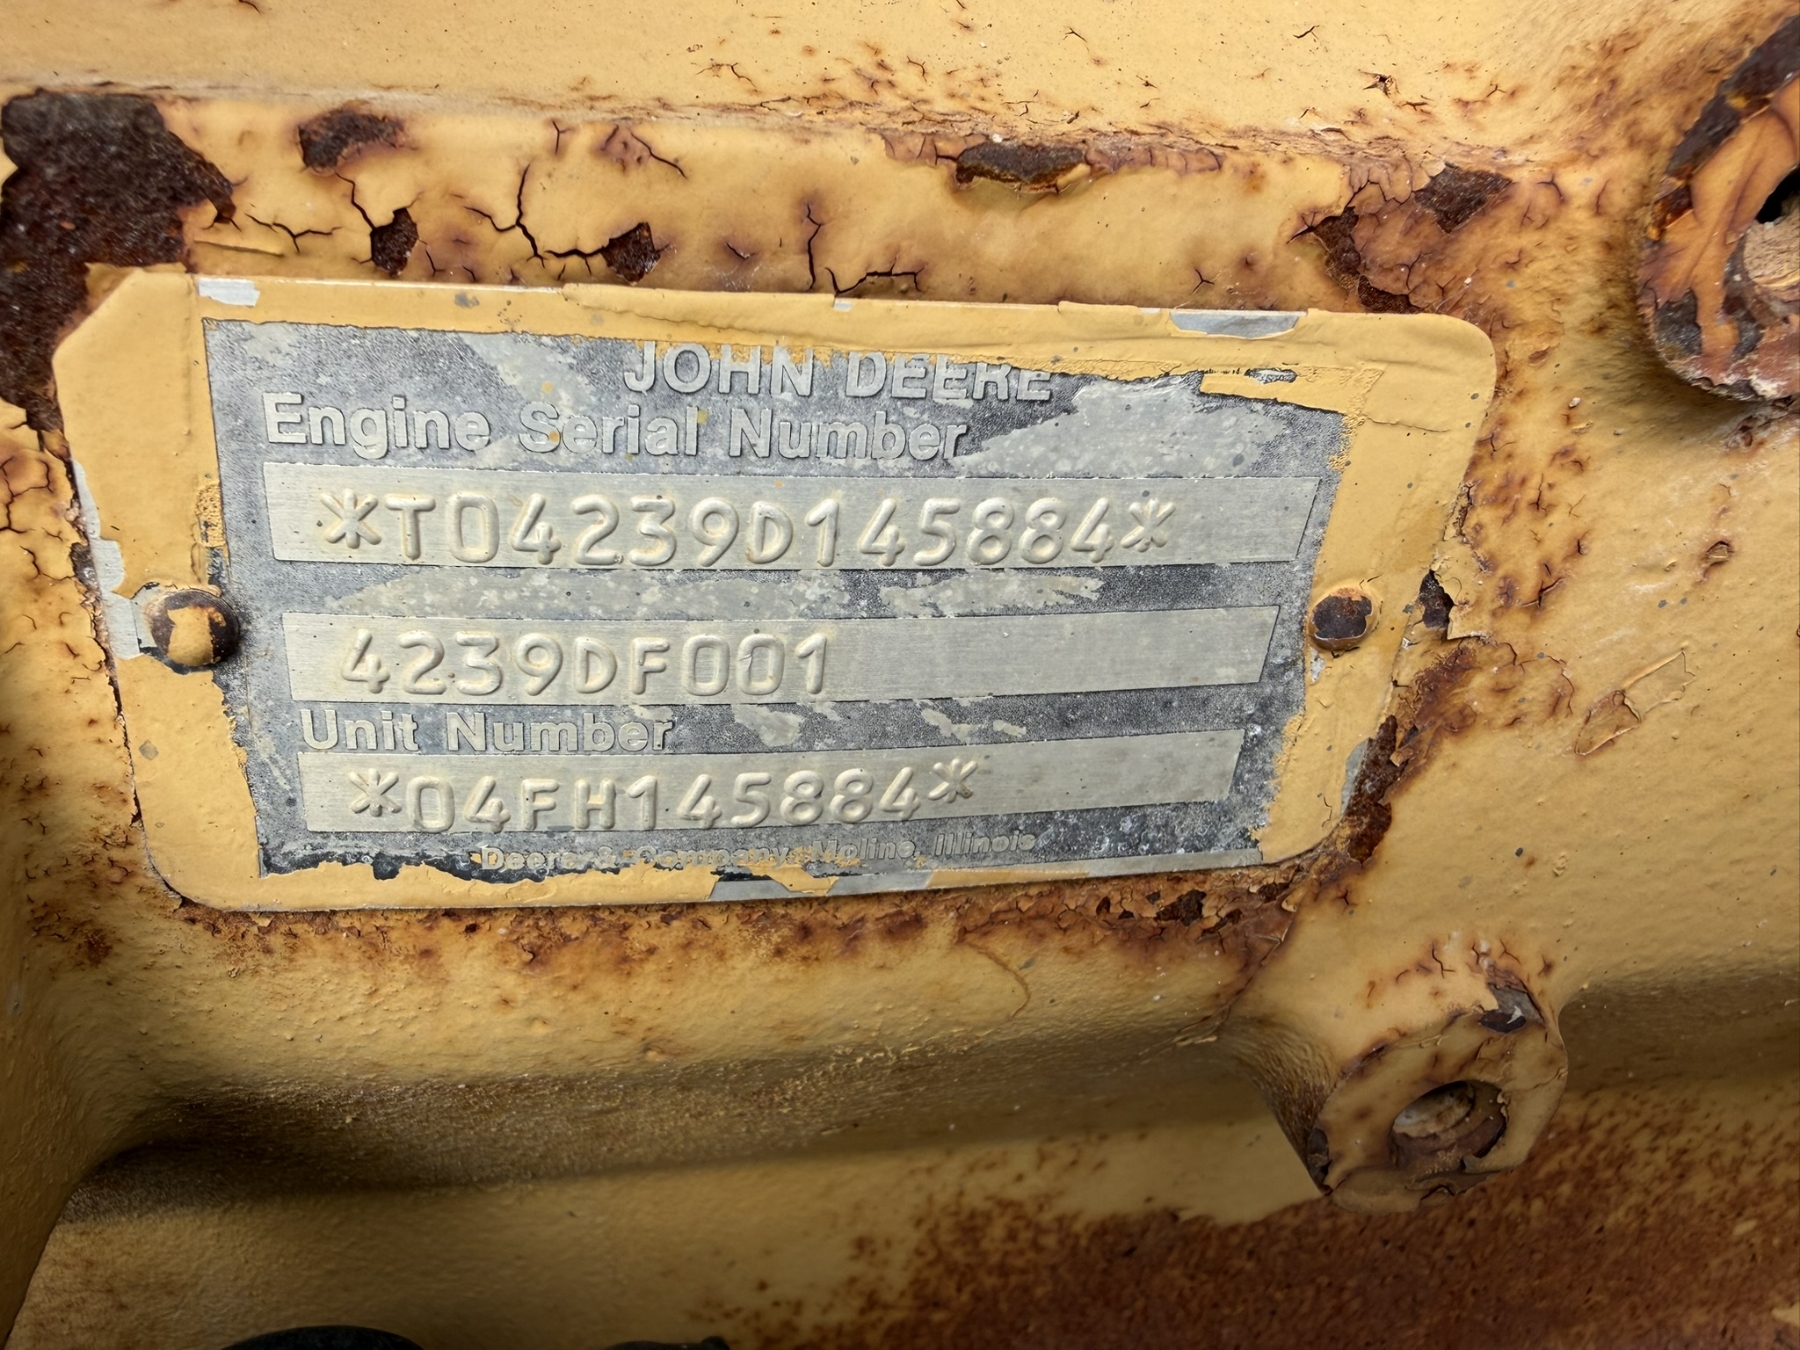 JOHN DEERE
Engine Serial Number
*T04239D145884*
4239DF001
Unit Number
*04FH145884*
Deere & Company, Moline, Illinois